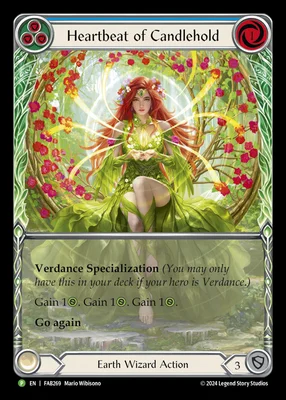 Heartbeat of Candlehold
Verdance Specialization (You may only
have this in your deck if your hero is Verdance.)
Gain 1. Gain 1. Gain 1.
Go again
Earth Wizard Action
3
P EN | FAB269 Mario Wibisono
© 2024 Legend Story Studios